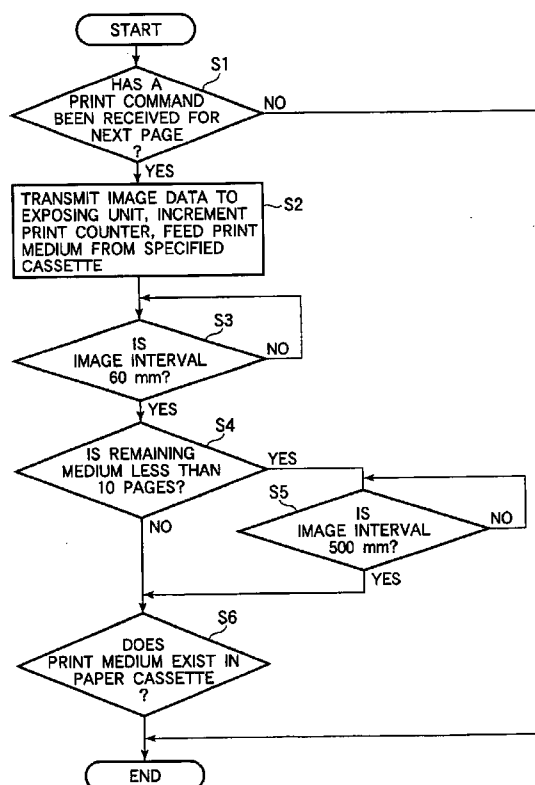 START
S1
HAS A
PRINT COMMAND
BEEN RECEIVED FOR
NEXT PAGE
?
NO
YES
TRANSMIT IMAGE DATA TO
EXPOSING UNIT, INCREMENT
PRINT COUNTER, FEED PRINT
MEDIUM FROM SPECIFIED
CASSETTE
S2
S3
IS
IMAGE INTERVAL
60 mm?
NO
YES
S4
IS REMAINING
MEDIUM LESS THAN
10 PAGES?
YES
NO
S5
IS
IMAGE INTERVAL
500 mm?
NO
YES
S6
DOES
PRINT MEDIUM EXIST IN
PAPER CASSETTE
?
END